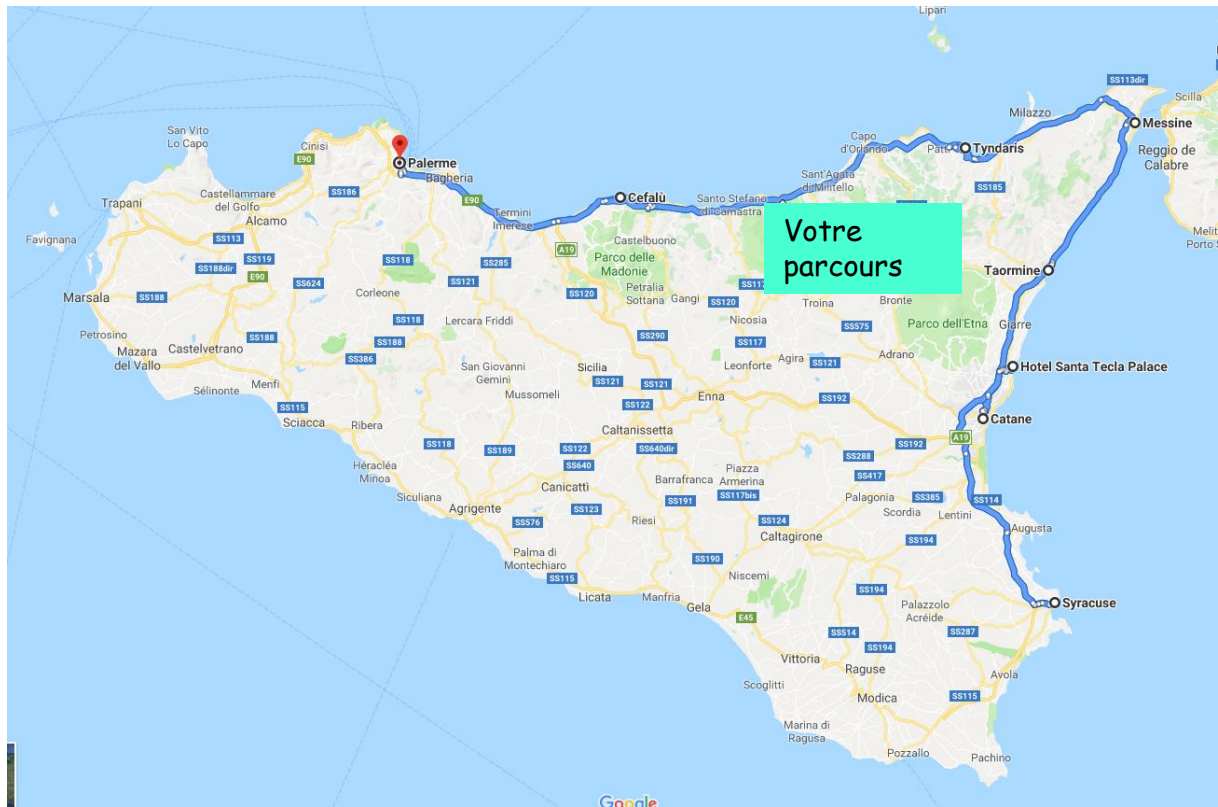 Lipari
SS113dir
Scilla
Milazzo
Messine
San Vito
Lo Capo
Cinisi
Capo
d'Orlando
Patti
Tyndaris
Reggio de
Calabre
E90
Palerme
Bagheria
SS186
Castellammare
del Golfo
Sant'Agata
di Militello
SS185
Trapani
Alcamo
E90
Cefalù
Santo Stefano
di Camastra
Termini
Imerese
Favignana
SS113
SS119
SS188dir
E90
SS118
SS285
A19
Castelbuono
Parco delle
Madonie
Votre
parcours
Melit
Porto S
Taormine
Marsala
SS188
SS624
Corleone
SS121
SS120
Petralia
Sottana
Gangi
SS120
Troina
Bronte
Parco dell'Etna
Giarre
Petrosino
Mazara
del Vallo
Castelvetrano
SS188
SS118
SS188
SS386
Lercara Friddi
SS290
Nicosia
SS117
SS575
Adrano
San Giovanni
Gemini
Sicilia
Leonforte
Agira
SS121
Hotel Santa Tecla Palace
Sélinonte
Menfi
SS115
Sciacca
Mussomeli
SS121
SS121
SS122
Enna
SS192
Catane
Ribera
SS118
SS189
Caltanissetta
SS122
SS640dir
SS192
A19
SS640
SS288
Héracléa
Minoa
Siculiana
Agrigente
Canicattì
Barrafranca
Piazza
Armerina
SS417
SS191
SS117bis
Palagonia
SS385
Scordia
Lentini
SS114
SS576
SS123
Riesi
SS124
Caltagirone
SS194
Augusta
Palma di
Montechiaro
SS115
SS190
Niscemi
Licata
Manfria
Gela
E45
SS194
Palazzolo
Acréide
Syracuse
SS514
SS194
SS287
Vittoria
Raguse
Avola
Scoglitti
Modica
SS115
Marina di
Ragusa
Pozzallo
Pachino
Google